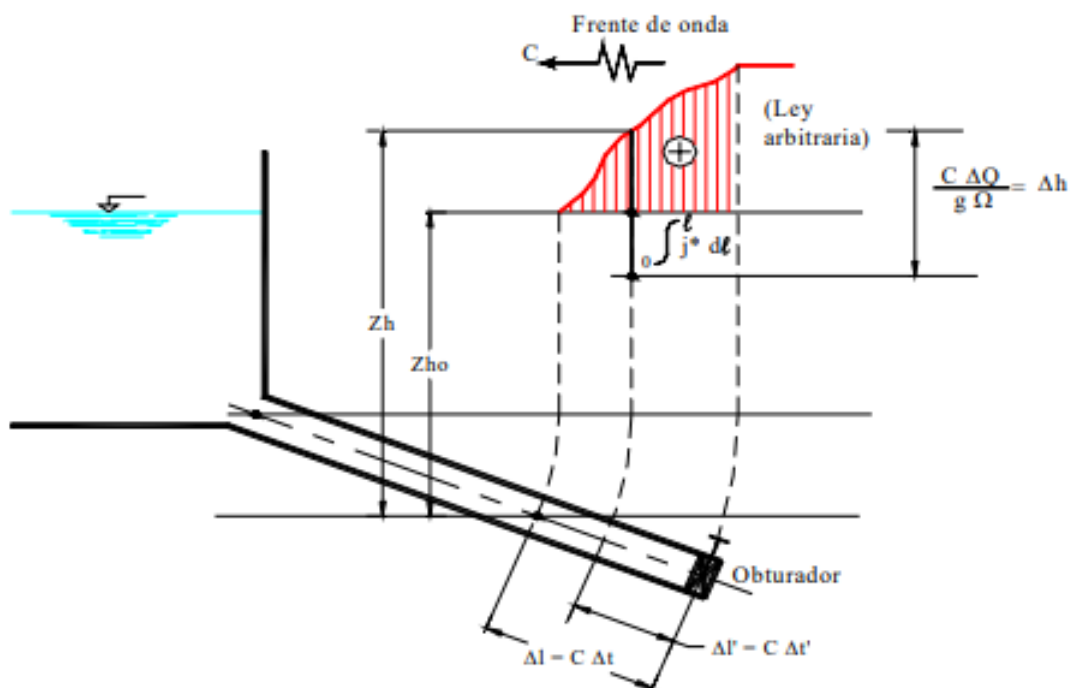 Frente de onda
C
(Ley
arbitraria)
+
C ΔQ
g Ω
= Δh
ℓ
∫ j* dℓ
0
Zh
Zho
Obturador
Δl – C Δt
Δl' – C Δt'